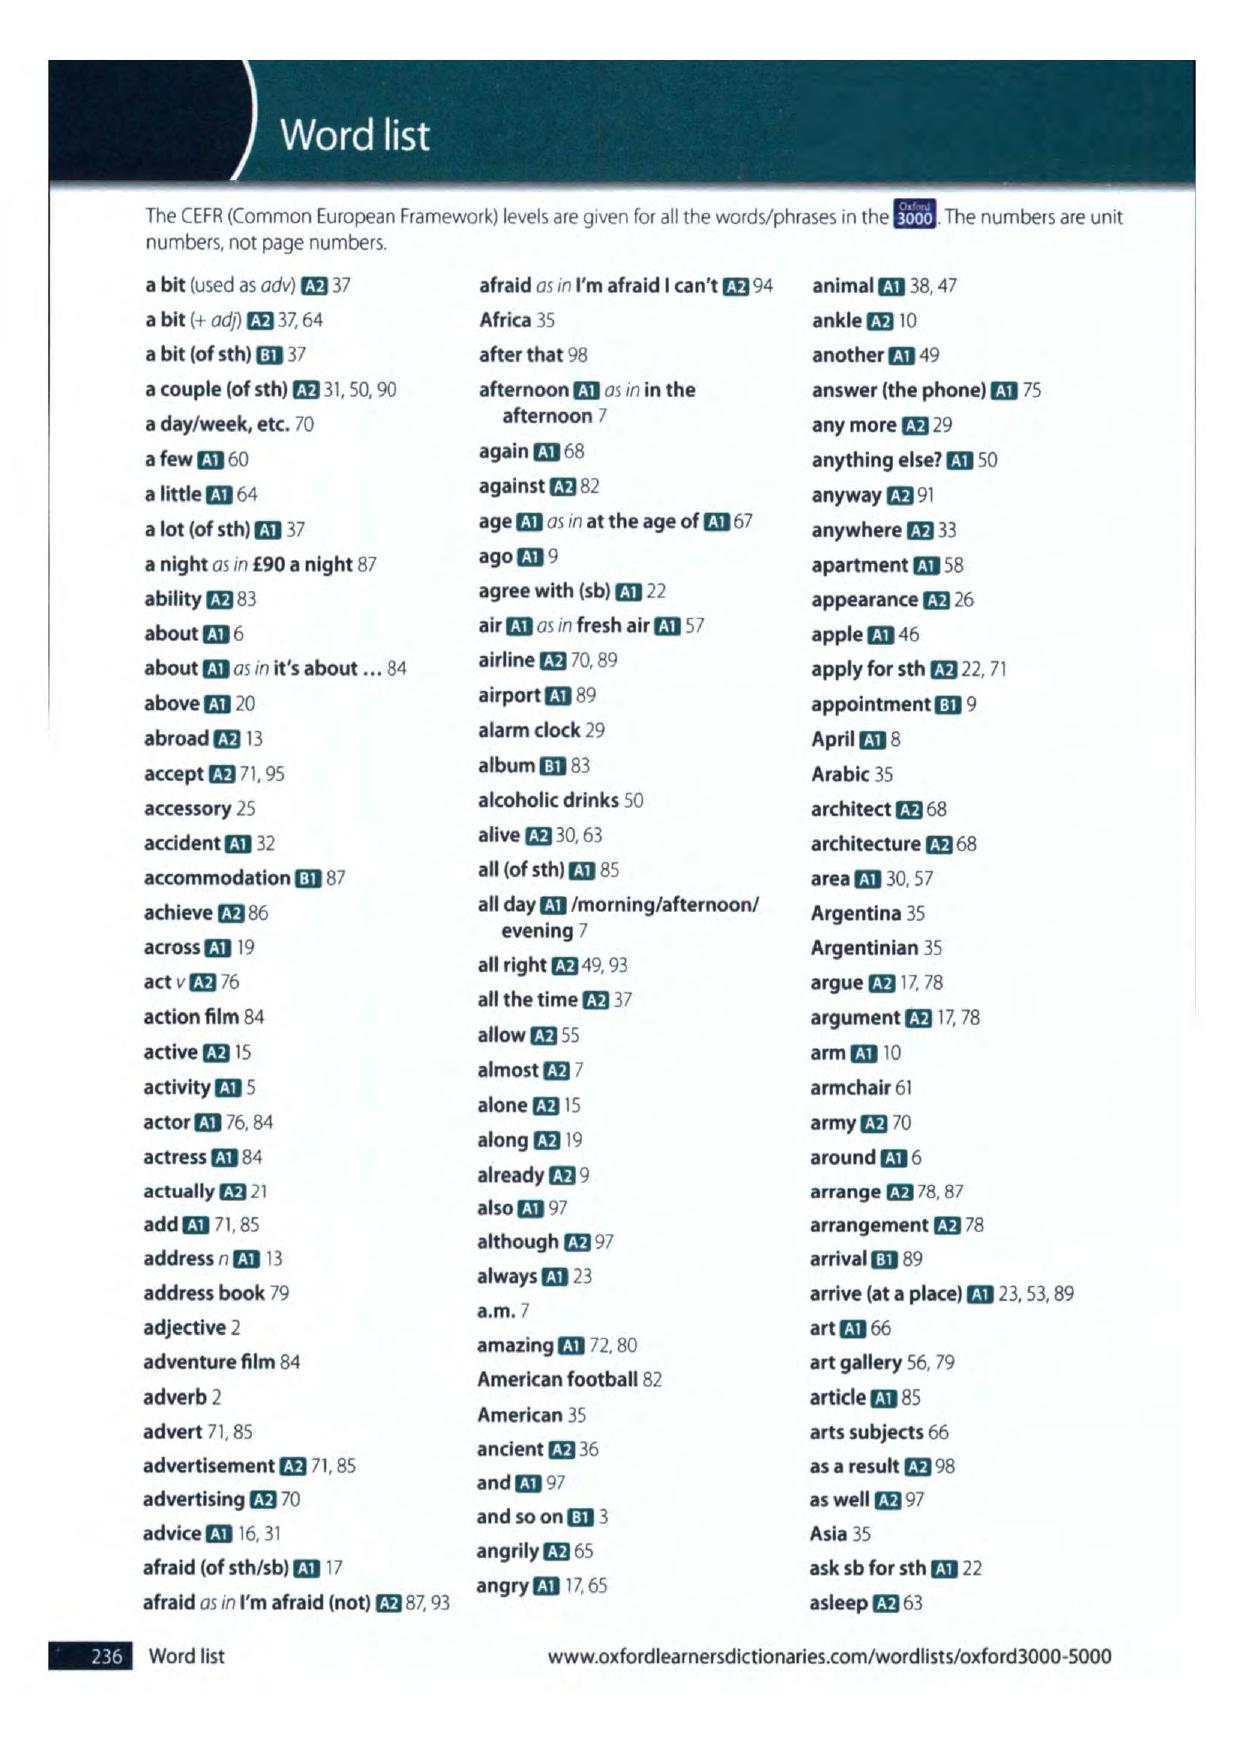 Word list
The CEFR (Common European Framework) levels are given for all the words/phrases in the Oxford 3000. The numbers are unit
numbers, not page numbers.
a bit (used as adv) A2 37
a bit (+ adj) A2 37, 64
a bit (of sth) B1 37
a couple (of sth) A2 31, 50, 90
a day/week, etc. 70
a few A1 60
a little A1 64
a lot (of sth) A1 37
a night as in £90 a night 87
ability A2 83
about A1 6
about A1 as in it's about ... 84
above A1 20
abroad A2 13
accept A2 71, 95
accessory 25
accident A1 32
accommodation B1 87
achieve A2 86
across A1 19
act v A2 76
action film 84
active A2 15
activity A1 5
actor A1 76, 84
actress A1 84
actually A2 21
add A1 71, 85
address n A1 13
address book 79
adjective 2
adventure film 84
adverb 2
advert 71, 85
advertisement A2 71, 85
advertising A2 70
advice A1 16, 31
afraid (of sth/sb) A1 17
afraid as in I'm afraid (not) A2 87, 93
afraid as in I'm afraid I can't A2 94
Africa 35
after that 98
afternoon A1 as in in the
afternoon 7
again A1 68
against A2 82
age A1 as in at the age of A1 67
ago A1 9
agree with (sb) A1 22
air A1 as in fresh air A1 57
airline A2 70, 89
airport A1 89
alarm clock 29
album B1 83
alcoholic drinks 50
alive A2 30, 63
all (of sth) A1 85
all day A1 /morning/afternoon/
evening 7
all right A2 49, 93
all the time A2 37
allow A2 55
almost A2 7
alone A2 15
along A2 19
already A2 9
also A1 97
although A2 97
always A1 23
a.m. 7
amazing A1 72, 80
American football 82
American 35
ancient A2 36
and A1 97
and so on B1 3
angrily A2 65
angry A1 17, 65
animal A1 38, 47
ankle A2 10
another A1 49
answer (the phone) A1 75
any more A2 29
anything else? A1 50
anyway A2 91
anywhere A2 33
apartment A1 58
appearance A2 26
apple A1 46
apply for sth A2 22, 71
appointment B1 9
April A1 8
Arabic 35
architect A2 68
architecture A2 68
area A1 30, 57
Argentina 35
Argentinian 35
argue A2 17, 78
argument A2 17, 78
arm A1 10
armchair 61
army A2 70
around A1 6
arrange A2 78, 87
arrangement A2 78
arrival B1 89
arrive (at a place) A1 23, 53, 89
art A1 66
art gallery 56, 79
article A1 85
arts subjects 66
as a result A2 98
as well A2 97
Asia 35
ask sb for sth A1 22
asleep A2 63
236 Word list
www.oxfordlearnersdictionaries.com/wordlists/oxford3000-5000